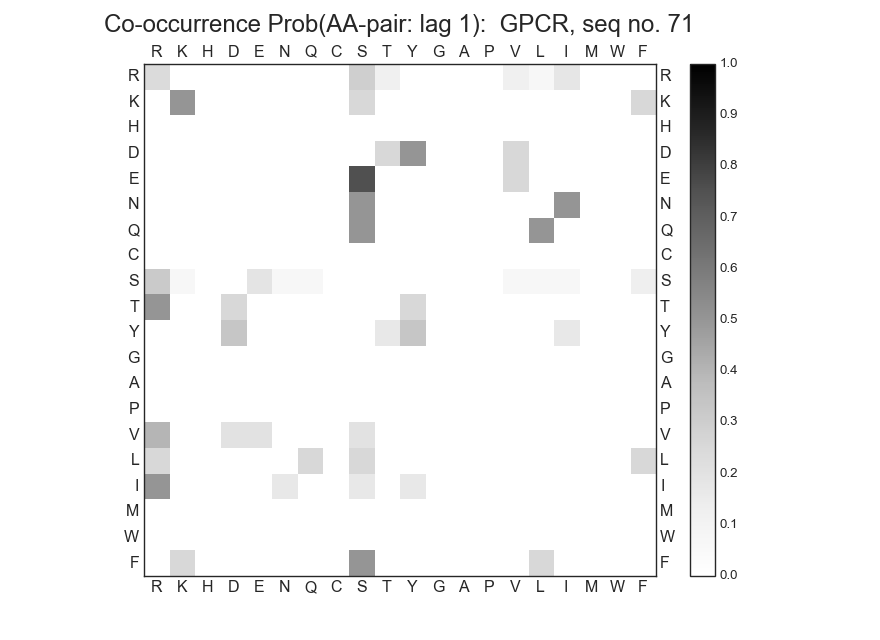 Co-occurrence Prob(AA-pair: lag 1):  GPCR, seq no. 71
R K H D E N Q C S T Y G A P V L I M W F
R R 1.0
K K 0.9
H H
D D 0.8
E E
N N 0.7
Q Q 0.6
C C
S S 0.5
T T
Y Y
G G 0.4
A A
P P 0.3
V V
L L 0.2
I I
M M 0.1
W W
F F 0.0
R K H D E N Q C S T Y G A P V L I M W F